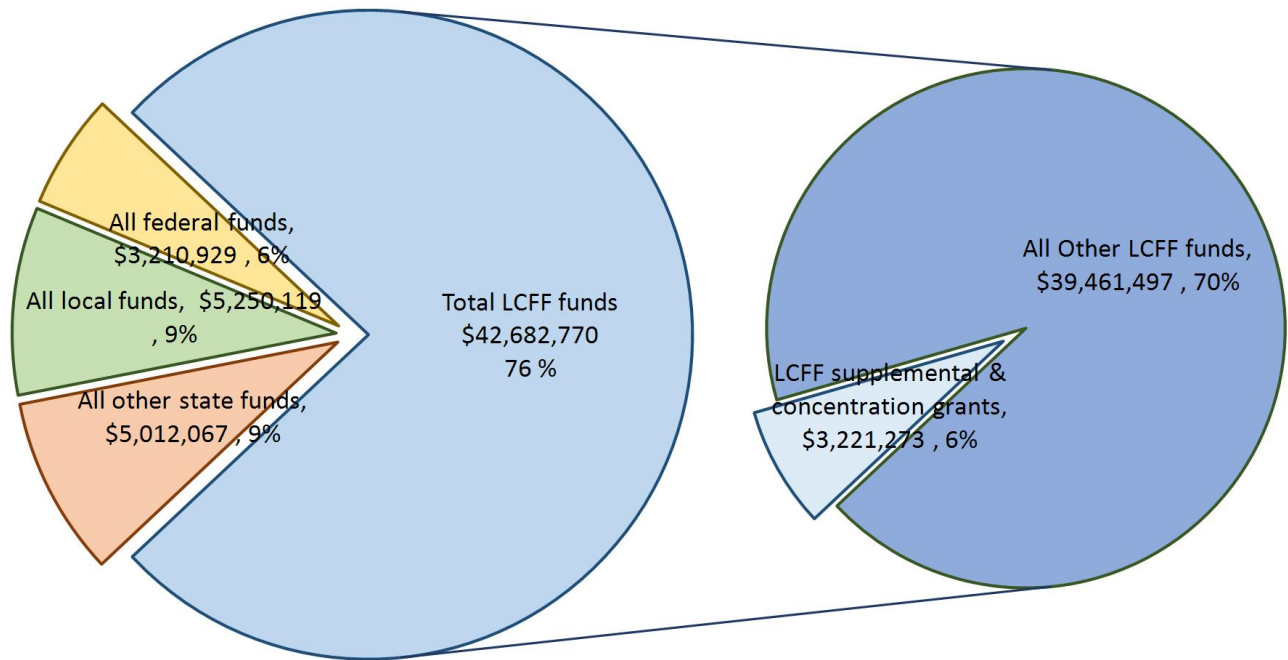 All federal funds,
$3,210,929 , 6%
All local funds,  $5,250,119
, 9%
All other state funds,
$5,012,067 , 9%
Total LCFF funds
$42,682,770
76 %
All Other LCFF funds,
$39,461,497 , 70%
LCFF supplemental &
concentration grants,
$3,221,273 , 6%